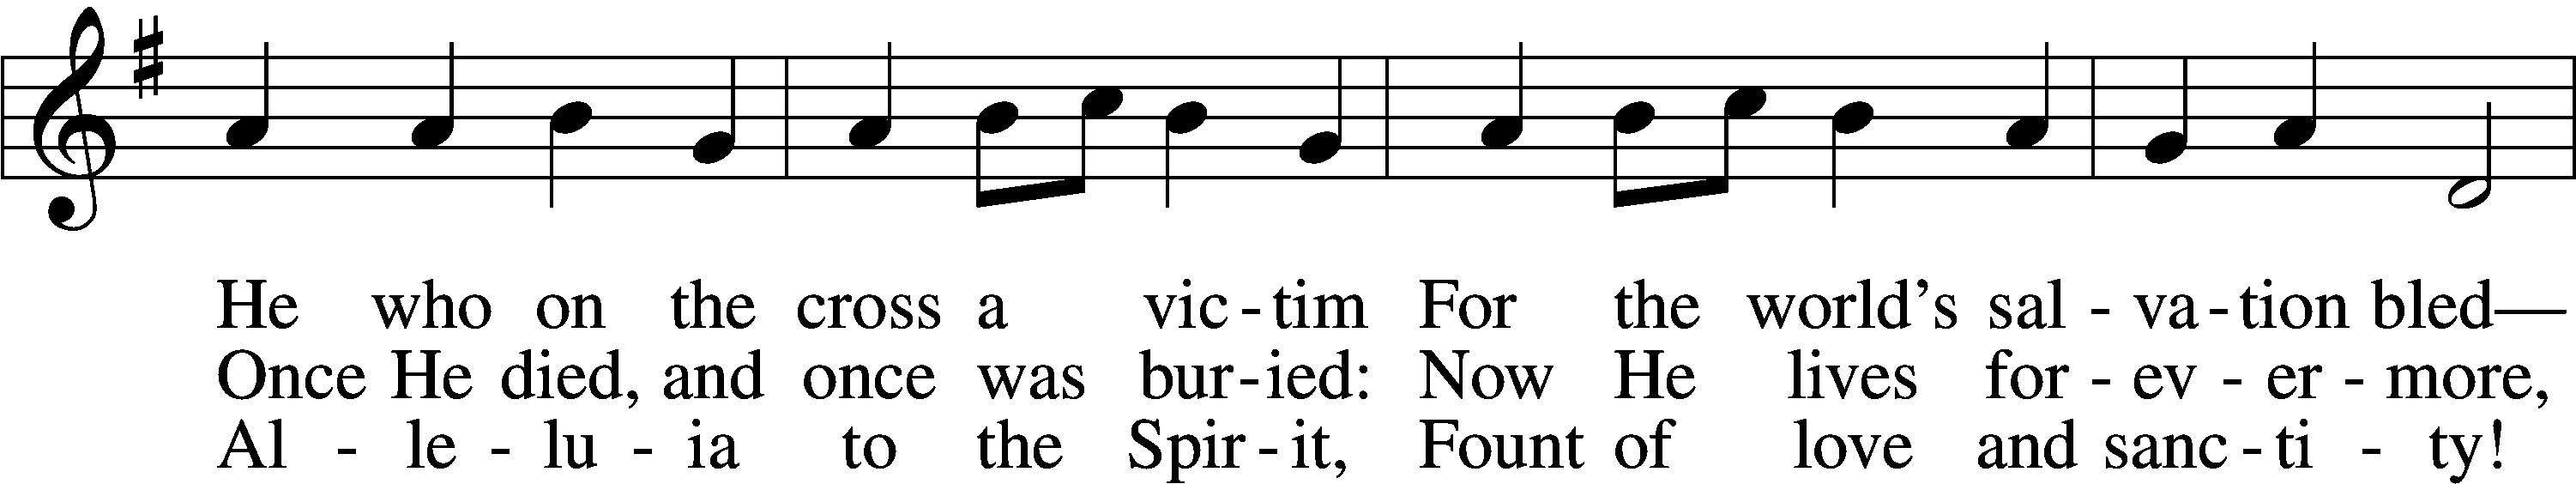 He who on the cross a vic - tim For the world's sal - va - tion bled—
Once He died, and once was bur - ied: Now He lives for - ev - er - more,
Al - le - lu - ia to the Spir - it, Fount of love and sanc - ti - ty!